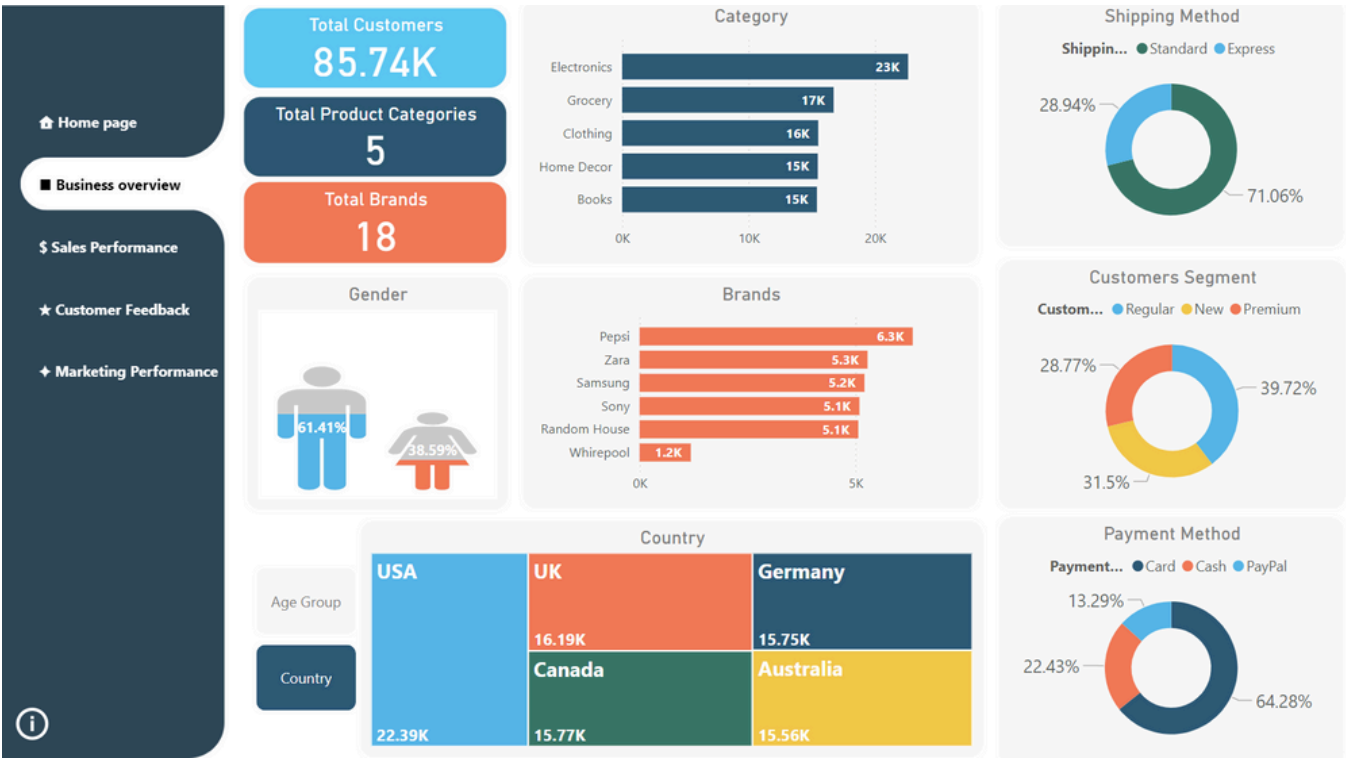 Home page
Business overview
$ Sales Performance
Customer Feedback
Marketing Performance
Total Customers
85.74K
Total Product Categories
5
Total Brands
18
Category
Electronics 23K
Grocery 17K
Clothing 16K
Home Decor 15K
Books 15K
0K 10K 20K
Shipping Method
Shippin... Standard Express
28.94%
71.06%
Gender
61.41%
38.59%
Brands
Pepsi 6.3K
Zara 5.3K
Samsung 5.2K
Sony 5.1K
Random House 5.1K
Whirepool 1.2K
0K 5K
Customers Segment
Custom... Regular New Premium
28.77%
39.72%
31.5%
Age Group
Country
Country
USA
22.39K
UK
16.19K
Germany
15.75K
Canada
15.77K
Australia
15.56K
Payment Method
Payment... Card Cash PayPal
13.29%
22.43%
64.28%
i